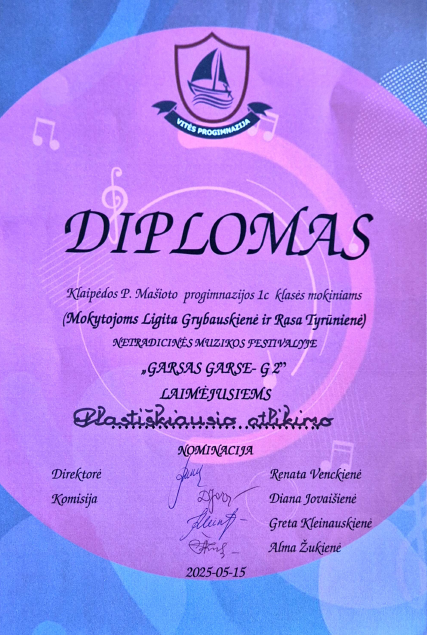 VITĖS PROGIMNAZIJA
DIPLOMAS
Klaipėdos P. Mašioto progimnazijos 1c klasės mokiniams
(Mokytojoms Ligita Grybauskienė ir Rasa Tyrūnienė)
NETRADICINĖS MUZIKOS FESTIVALYJE
„GARSAS GARSE- G 2”
LAIMĖJUSIEMS
Plastiškiausio atlikimo
NOMINACIJA
Direktorė Renata Venckienė
Komisija Diana Jovaišienė
Greta Kleinauskienė
Alma Žukienė
2025-05-15